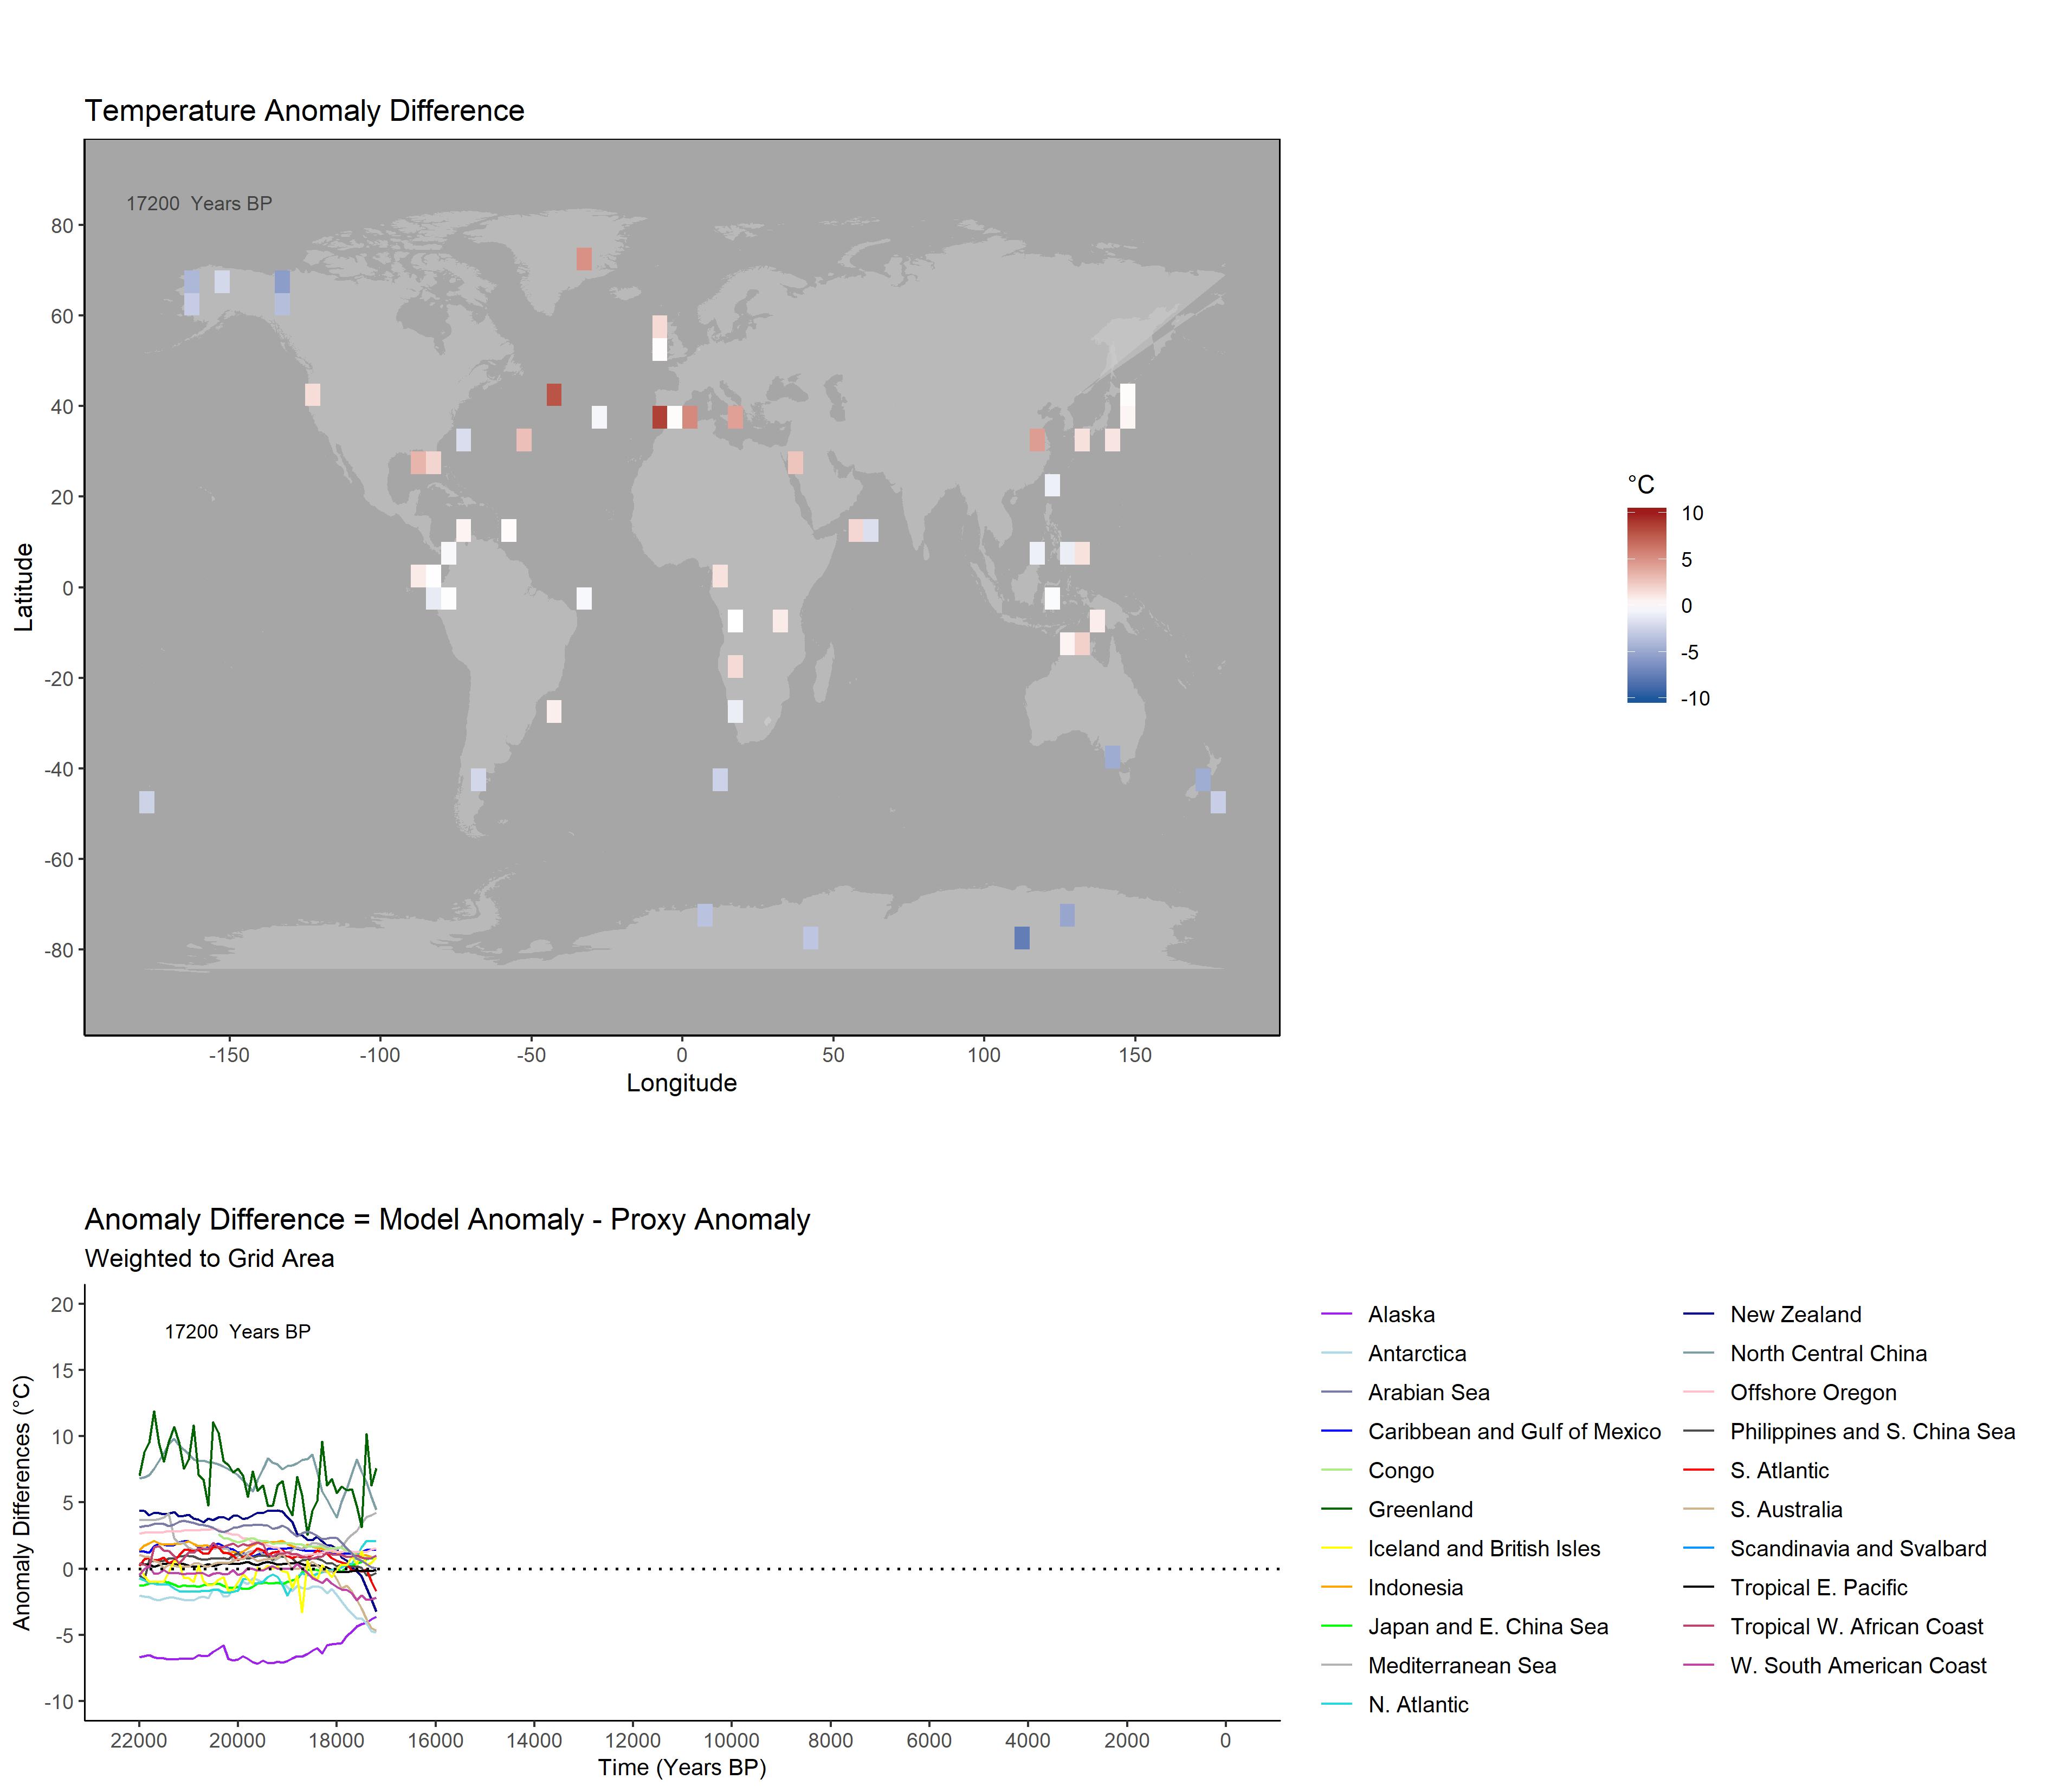 Temperature Anomaly Difference
17200 Years BP
80
60
40
20
0
-20
-40
-60
-80
Latitude
-150 -100 -50 0 50 100 150
Longitude
°C
10
5
0
-5
-10
Anomaly Difference = Model Anomaly - Proxy Anomaly
Weighted to Grid Area
17200 Years BP
20
15
10
5
0
-5
-10
Anomaly Differences (°C)
22000 20000 18000 16000 14000 12000 10000 8000 6000 4000 2000 0
Time (Years BP)
Alaska
Antarctica
Arabian Sea
Caribbean and Gulf of Mexico
Congo
Greenland
Iceland and British Isles
Indonesia
Japan and E. China Sea
Mediterranean Sea
N. Atlantic
New Zealand
North Central China
Offshore Oregon
Philippines and S. China Sea
S. Atlantic
S. Australia
Scandinavia and Svalbard
Tropical E. Pacific
Tropical W. African Coast
W. South American Coast